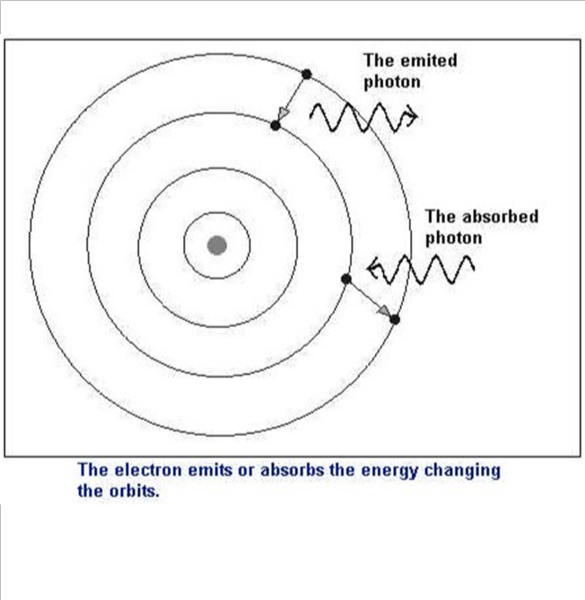 The emited
photon
The absorbed
photon
The electron emits or absorbs the energy changing
the orbits.